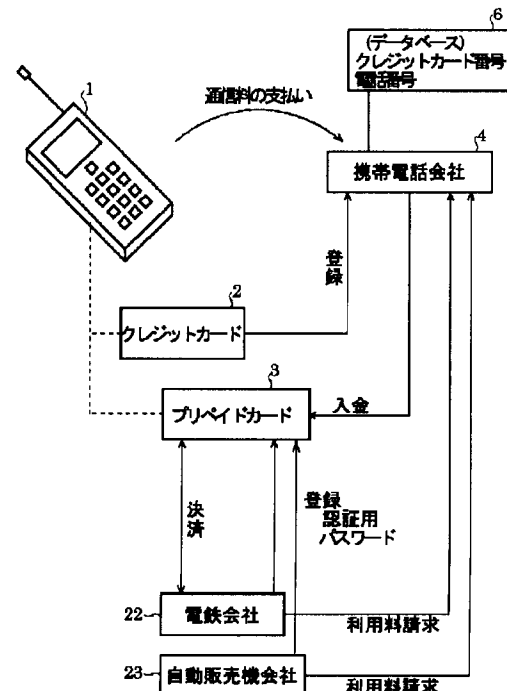 6
(データベース)
クレジットカード番号
電話番号
1
通信料の支払い
4
携帯電話会社
登録
2
クレジットカード
3
プリペイドカード
入金
決済
登録
認証用
パスワード
22
電鉄会社
利用料請求
23
自動販売機会社
利用料請求